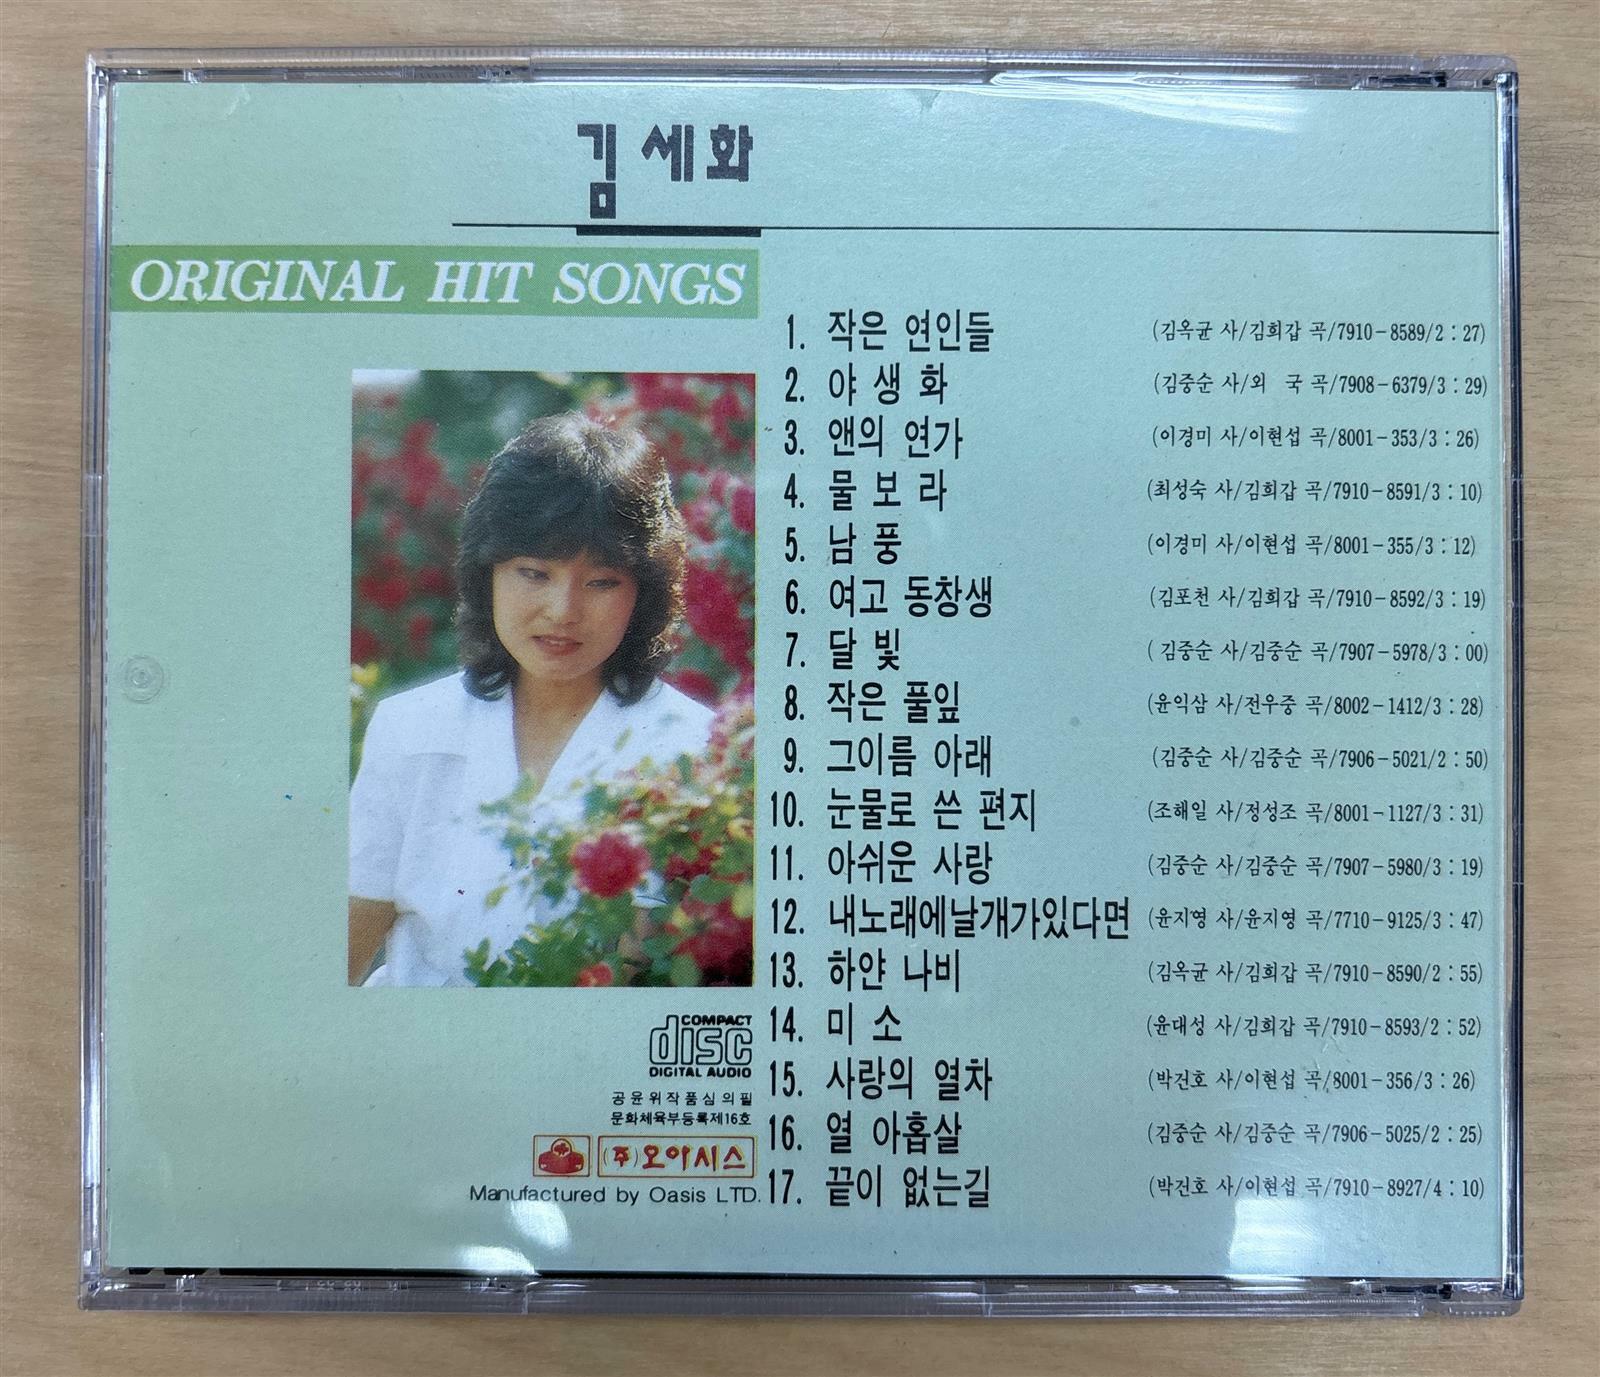 김세화
ORIGINAL HIT SONGS
1. 작은 연인들 (김옥균 사/김희갑 곡/7910-8589/2:27)
2. 야생화 (김중순 사/외 국 곡/7908-6379/3:29)
3. 앤의 연가 (이경미 사/이현섭 곡/8001-353/3:26)
4. 물보라 (최성숙 사/김희갑 곡/7910-8591/3:10)
5. 남풍 (이경미 사/이현섭 곡/8001-355/3:12)
6. 여고 동창생 (김포천 사/김희갑 곡/7910-8592/3:19)
7. 달빛 (김중순 사/김중순 곡/7907-5978/3:00)
8. 작은 풀잎 (윤익삼 사/전우중 곡/8002-1412/3:28)
9. 그이름 아래 (김중순 사/김중순 곡/7906-5021/2:50)
10. 눈물로 쓴 편지 (조해일 사/정성조 곡/8001-1127/3:31)
11. 아쉬운 사랑 (김중순 사/김중순 곡/7907-5980/3:19)
12. 내노래에날개가있다면 (윤지영 사/윤지영 곡/7710-9125/3:47)
13. 하얀 나비 (김옥균 사/김희갑 곡/7910-8590/2:55)
14. 미소 (윤대성 사/김희갑 곡/7910-8593/2:52)
15. 사랑의 열차 (박건호 사/이현섭 곡/8001-356/3:26)
16. 열 아홉살 (김중순 사/김중순 곡/7906-5025/2:25)
17. 끝이 없는길 (박건호 사/이현섭 곡/7910-8927/4:10)
COMPACT
disc
DIGITAL AUDIO
공윤위작품심의필
문화체육부등록제16호
(주)오아시스
Manufactured by Oasis LTD.